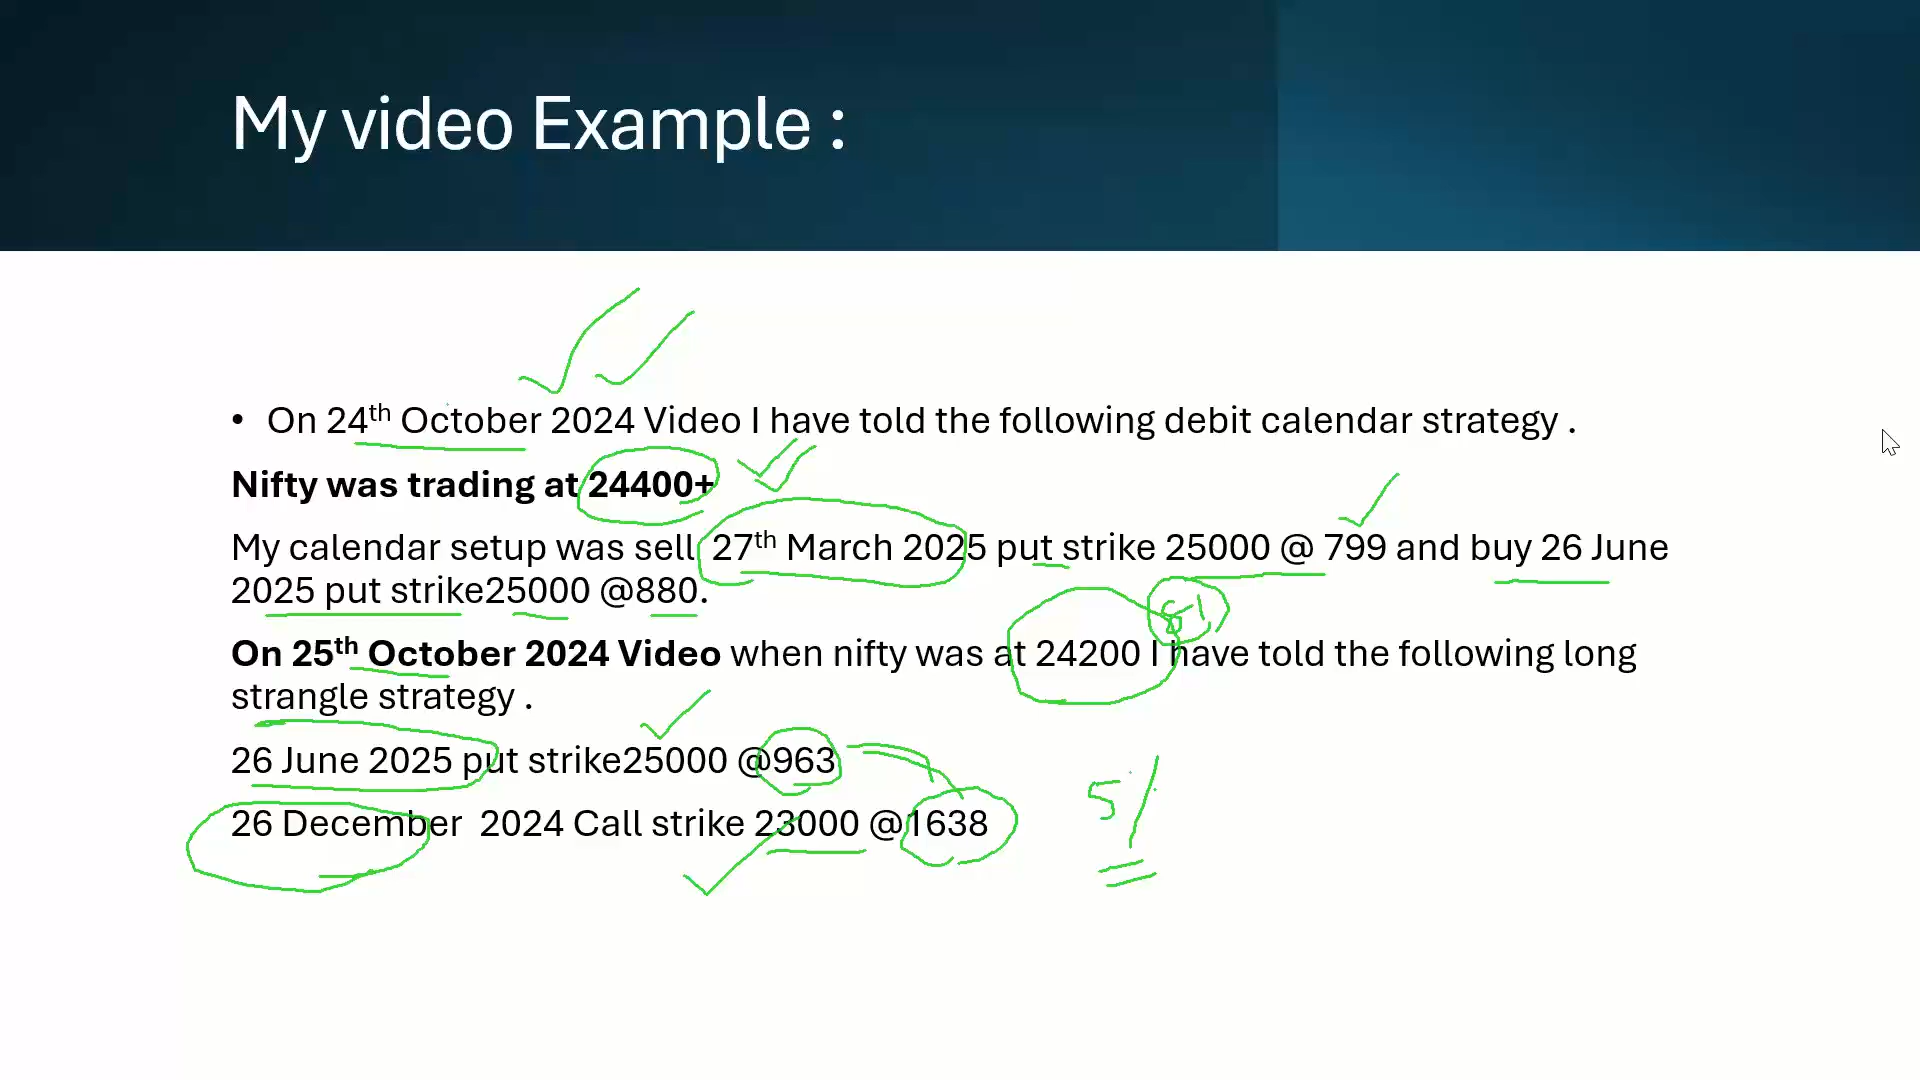 My video Example :
• On 24th October 2024 Video I have told the following debit calendar strategy .
Nifty was trading at 24400+
My calendar setup was sell 27th March 2025 put strike 25000 @ 799 and buy 26 June
2025 put strike25000 @880.
81
On 25th October 2024 Video when nifty was at 24200 I have told the following long
strangle strategy .
26 June 2025 put strike25000 @963
26 December 2024 Call strike 23000 @1638
5%